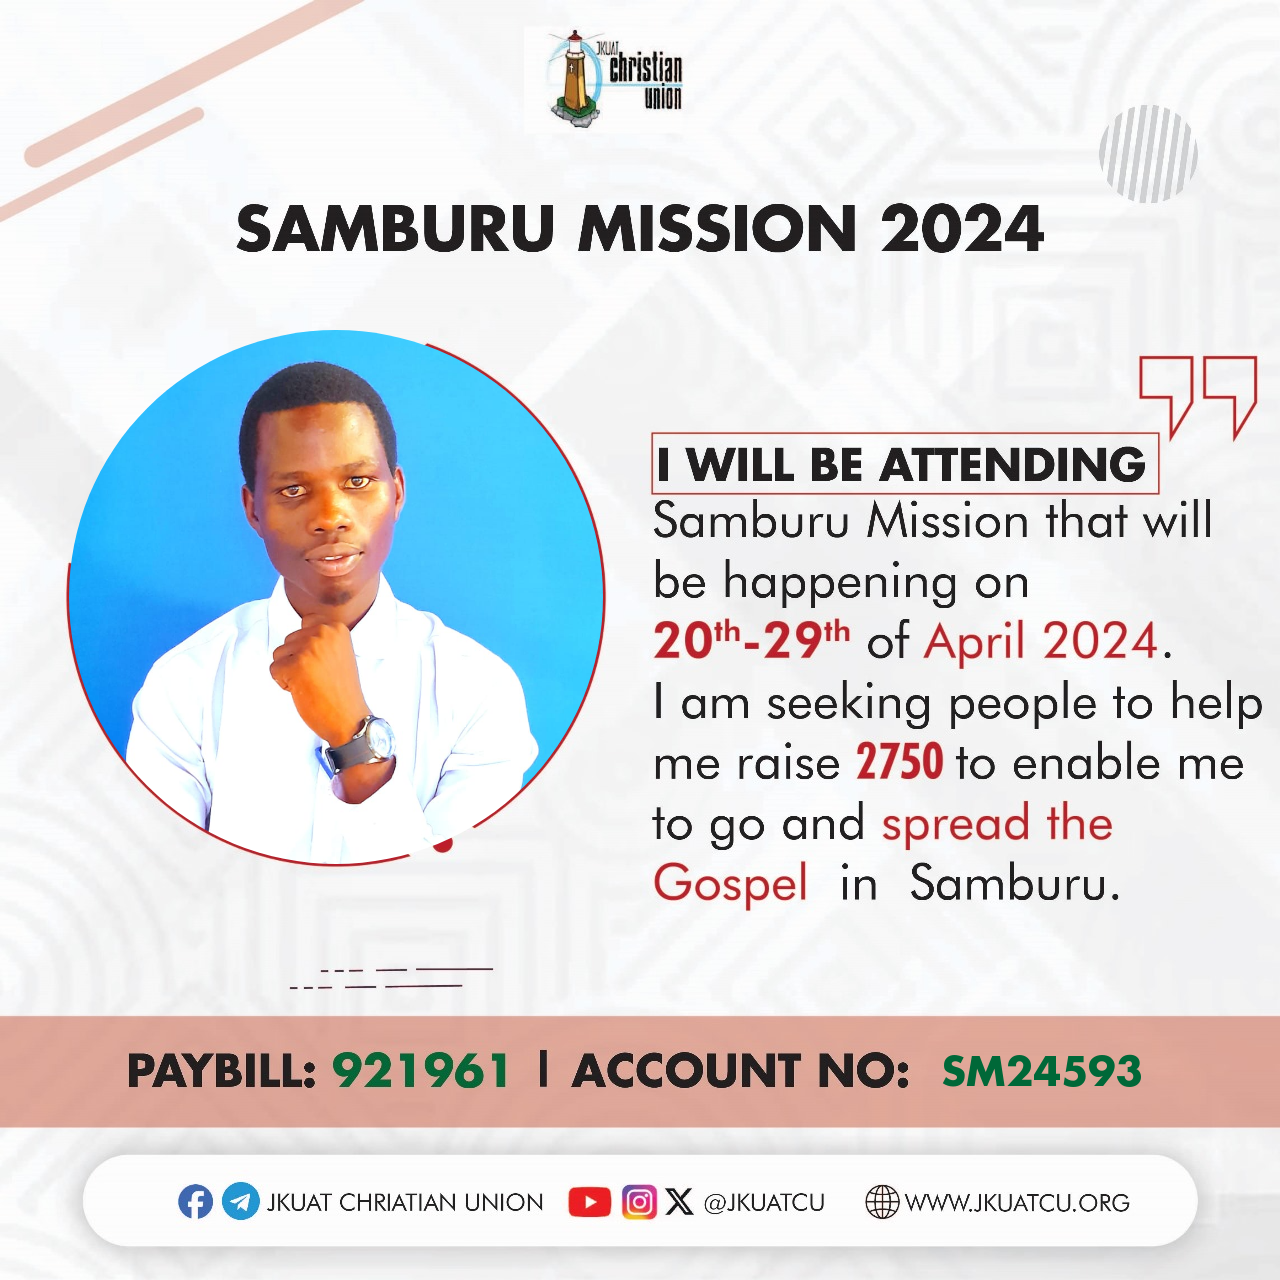 JKUAT
christian
union
SAMBURU MISSION 2024
I WILL BE ATTENDING
Samburu Mission that will
be happening on
20th-29th of April 2024.
I am seeking people to help
me raise 2750 to enable me
to go and spread the
Gospel in Samburu.
PAYBILL: 921961 | ACCOUNT NO: SM24593
JKUAT CHRIATIAN UNION @JKUATCU WWW.JKUATCU.ORG